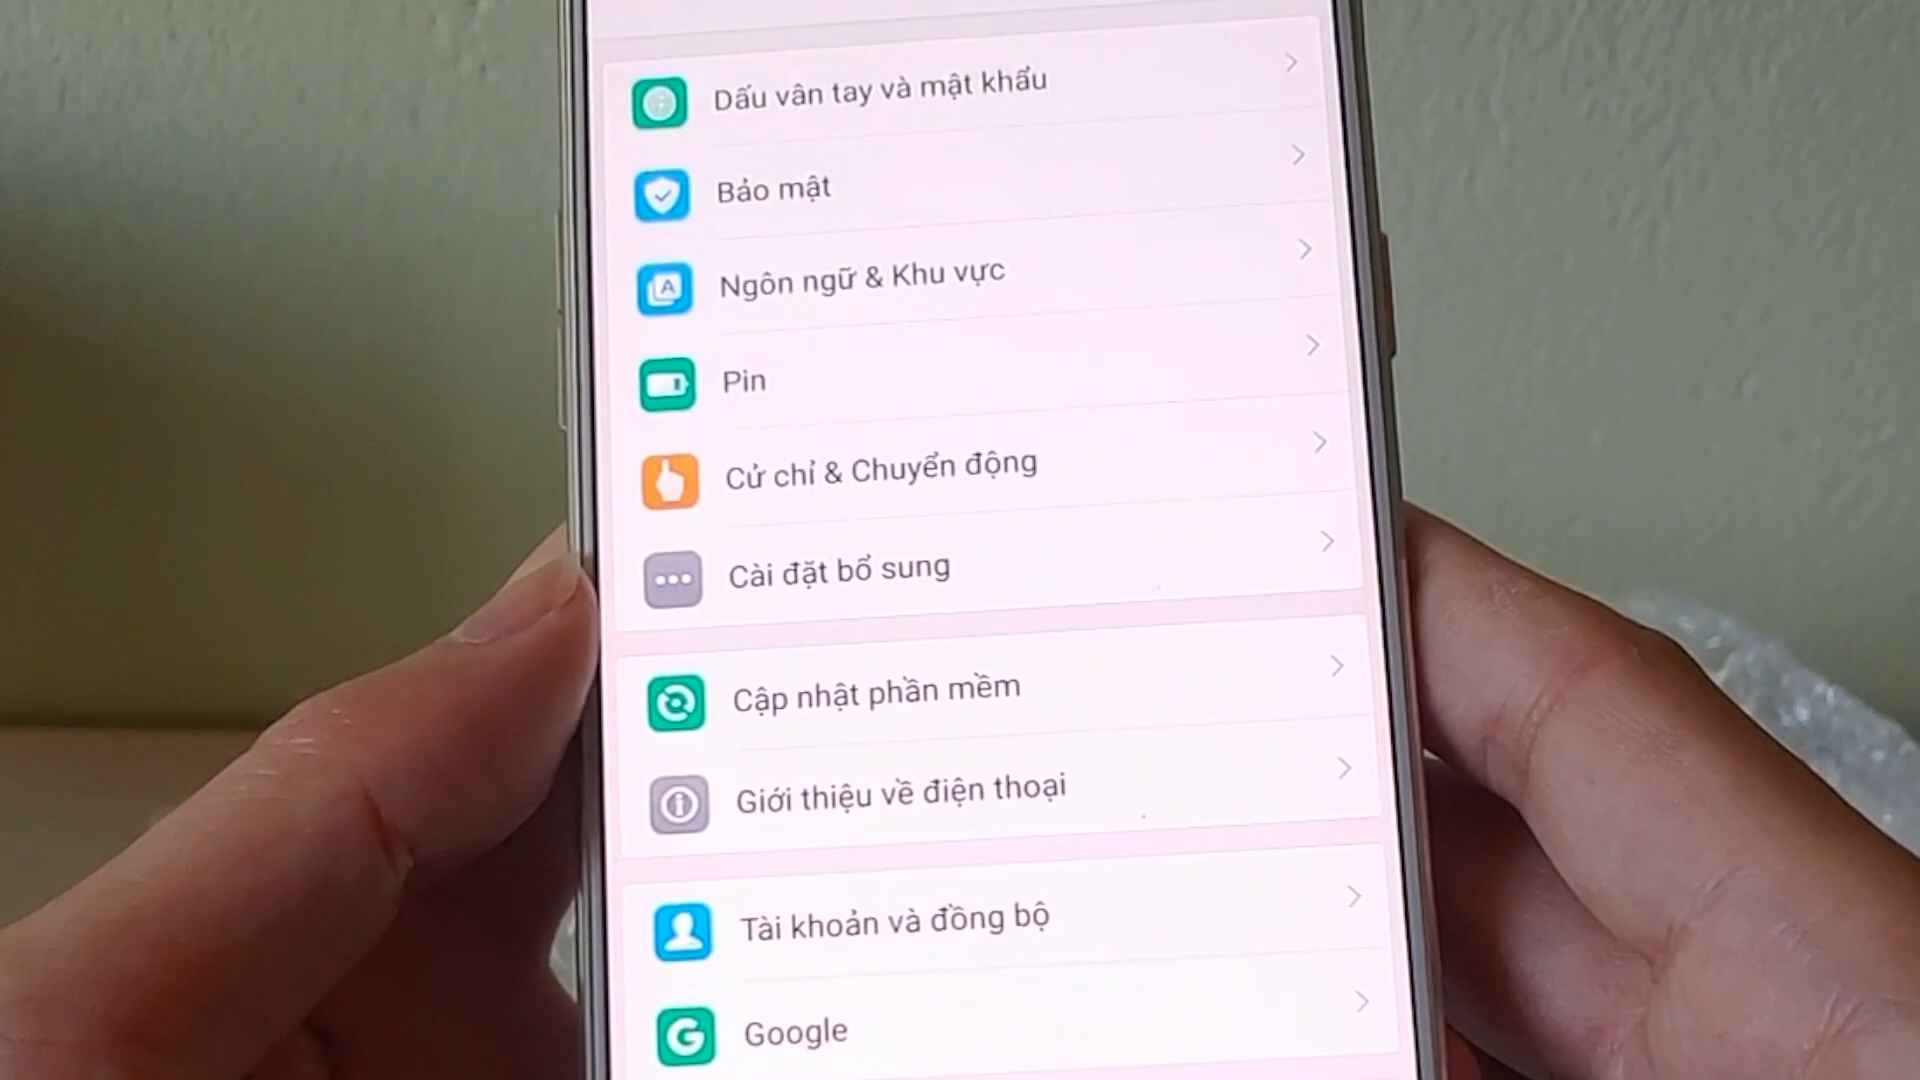 Dấu vân tay và mật khẩu
Bảo mật
Ngôn ngữ & Khu vực
Pin
Cử chỉ & Chuyển động
Cài đặt bổ sung
Cập nhật phần mềm
Giới thiệu về điện thoại
Tài khoản và đồng bộ
Google